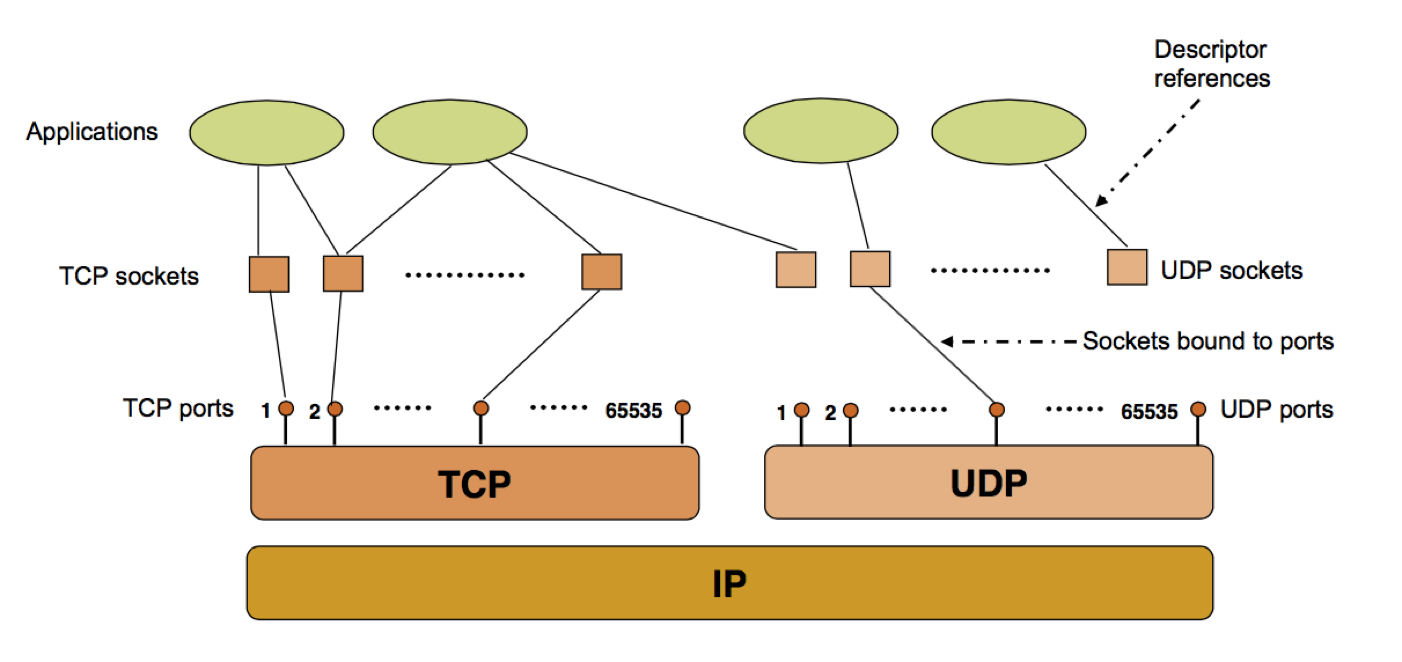 Descriptor
references
Applications
TCP sockets
UDP sockets
Sockets bound to ports
TCP ports 1 2 65535 1 2 65535 UDP ports
TCP UDP
IP